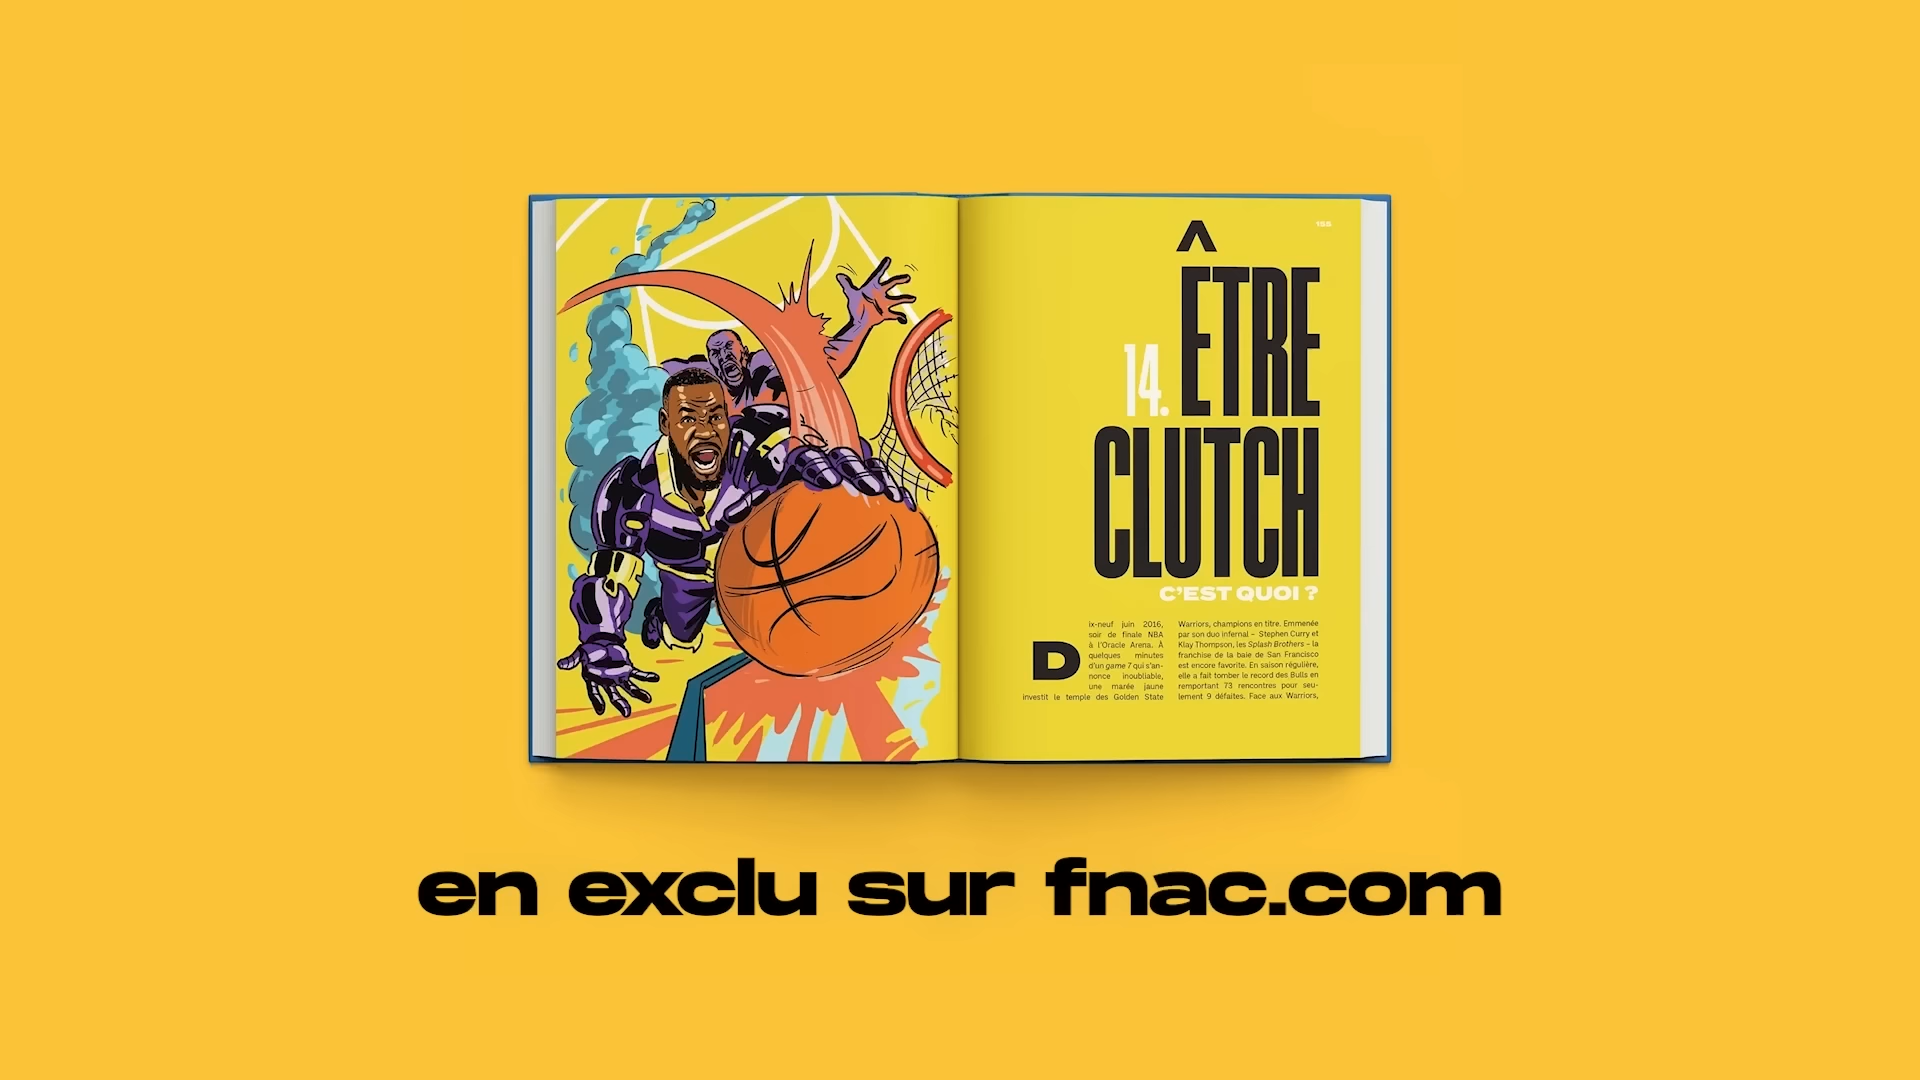 155
14. ÊTRE
CLUTCH
C'EST QUOI ?
Dix-neuf juin 2016,
soir de finale NBA
à l'Oracle Arena. À
quelques minutes
d'un game 7 qui s'an-
nonce inoubliable,
une marée jaune
investit le temple des Golden State
Warriors, champions en titre. Emmenée
par son duo infernal – Stephen Curry et
Klay Thompson, les Splash Brothers – la
franchise de la baie de San Francisco
est encore favorite. En saison régulière,
elle a fait tomber le record des Bulls en
remportant 73 rencontres pour seu-
lement 9 défaites. Face aux Warriors,
en exclu sur fnac.com